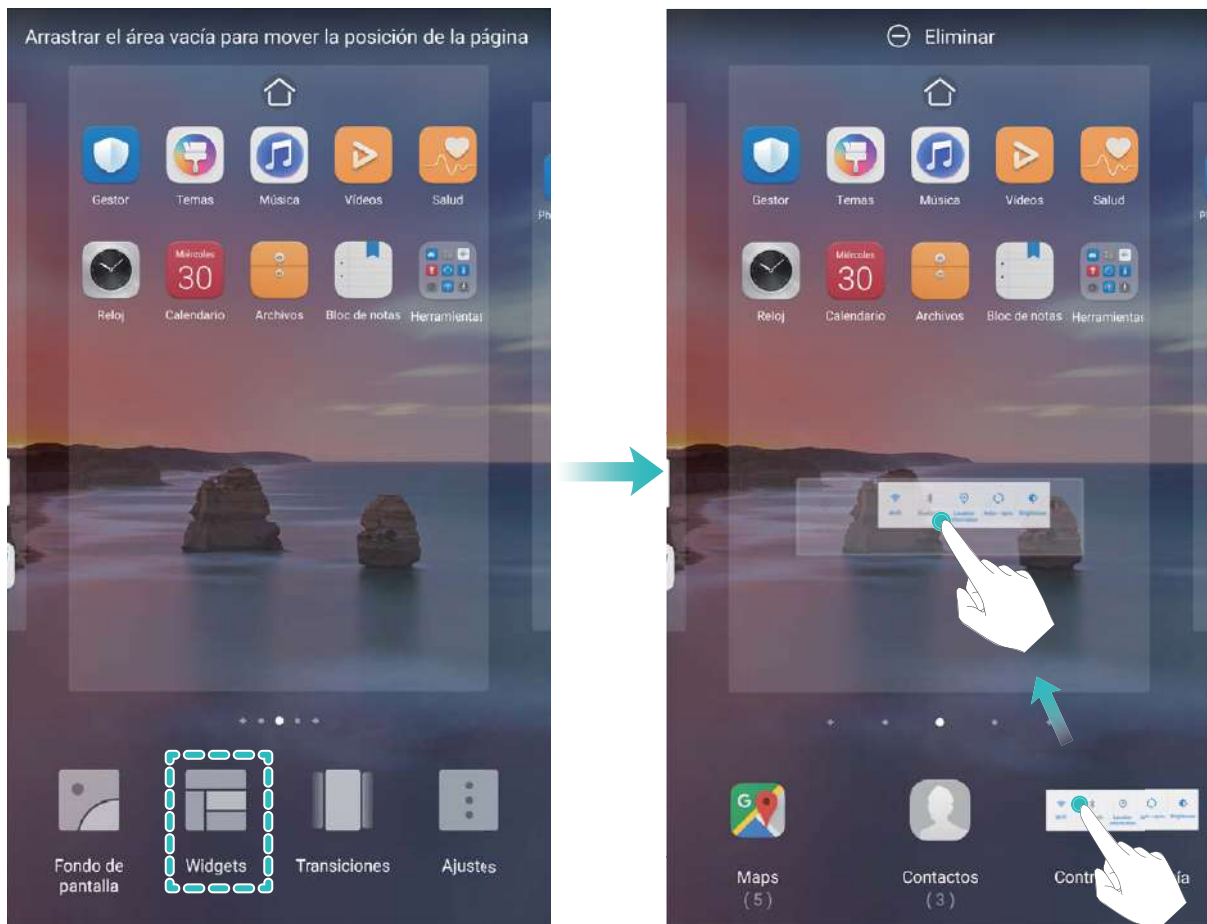 Arrastrar el área vacía para mover la posición de la página
Gestor Temas Música Vídeos Salud
Miércoles
30
Reloj Calendario Archivos Bloc de notas Herramientas
Fondo de
pantalla
Widgets
Transiciones
Ajustes
Eliminar
Gestor Temas Música Vídeos Salud
Miércoles
30
Reloj Calendario Archivos Bloc de notas Herramientas
Location Brightness
G
Maps
(5)
Contactos
(3)